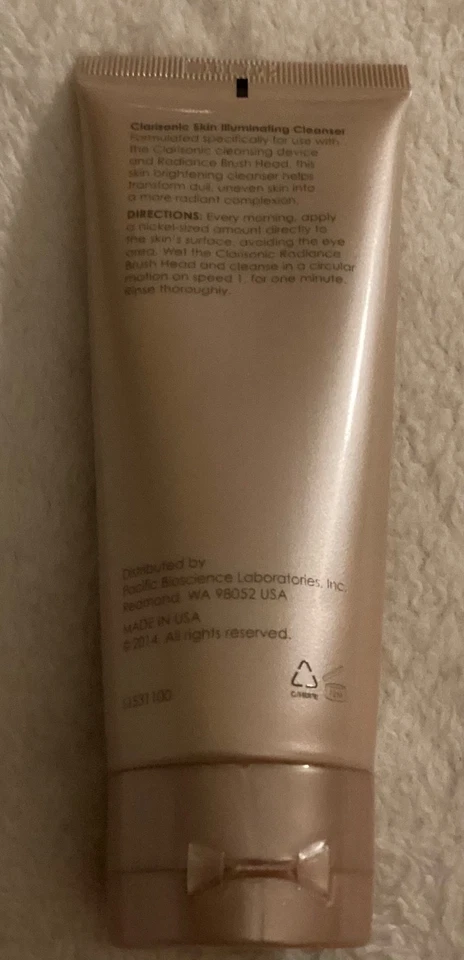 Clarisonic Skin Illuminating Cleanser
Formulated specifically for use with
the Clarisonic cleansing device
and Radiance Brush Head, this
skin brightening cleanser helps
transform dull, uneven skin into
a more radiant complexion.
DIRECTIONS: Every morning, apply
a nickel-sized amount directly to
the skin's surface, avoiding the eye
area. Wet the Clarisonic Radiance
Brush Head and cleanse in a circular
motion on speed 1, for one minute.
Rinse thoroughly.
Distributed by
Pacific Bioscience Laboratories, Inc.
Redmond, WA 98052 USA
MADE IN USA
©2014. All rights reserved.